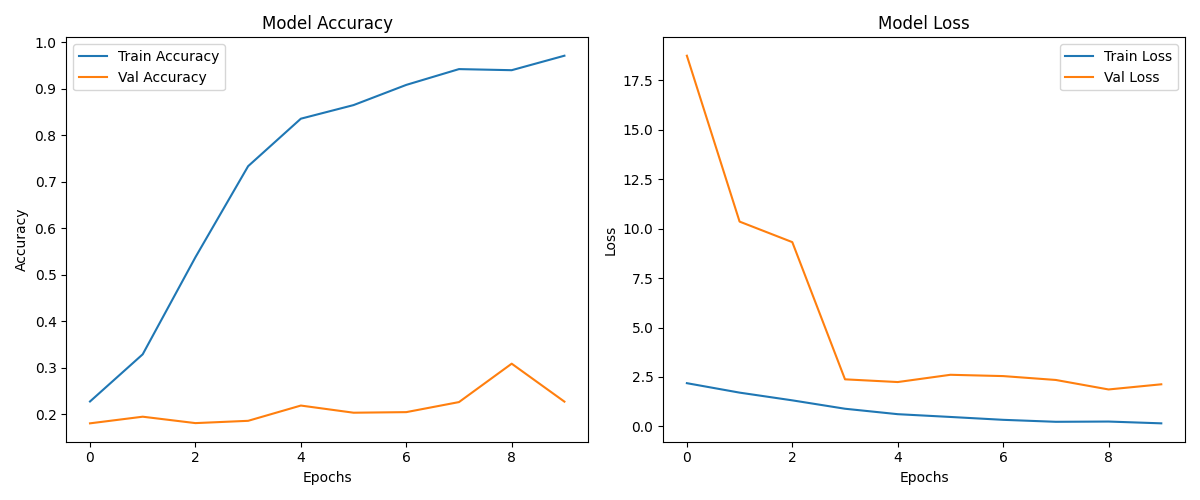 Model Accuracy
Train Accuracy
Val Accuracy
1.0
0.9
0.8
0.7
0.6
0.5
0.4
0.3
0.2
Accuracy
0
2
4
6
8
Epochs
Model Loss
Train Loss
Val Loss
17.5
15.0
12.5
10.0
7.5
5.0
2.5
0.0
Loss
0
2
4
6
8
Epochs